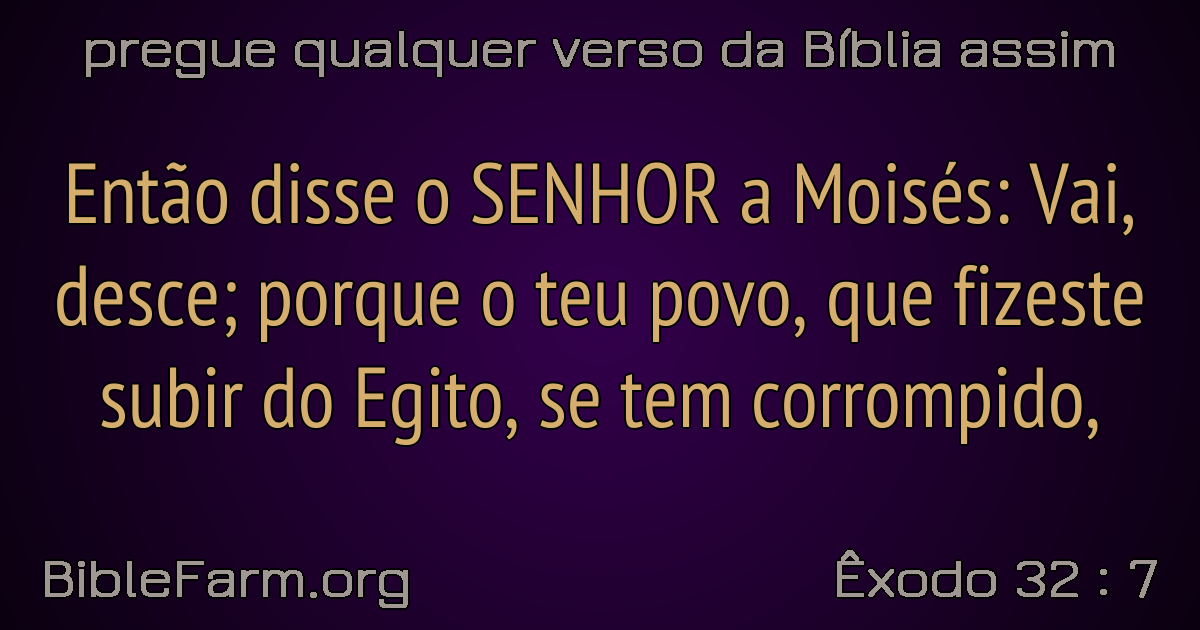 pregue qualquer verso da Bíblia assim
Então disse o SENHOR a Moisés: Vai,
desce; porque o teu povo, que fizeste
subir do Egito, se tem corrompido,
BibleFarm.org
Êxodo 32 : 7